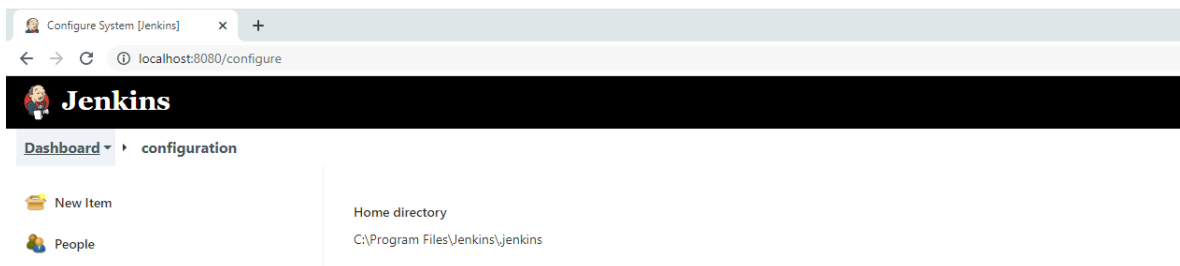 Configure System [Jenkins]
localhost:8080/configure
Jenkins
Dashboard configuration
New Item
Home directory
People
C:\Program Files\Jenkins\.jenkins